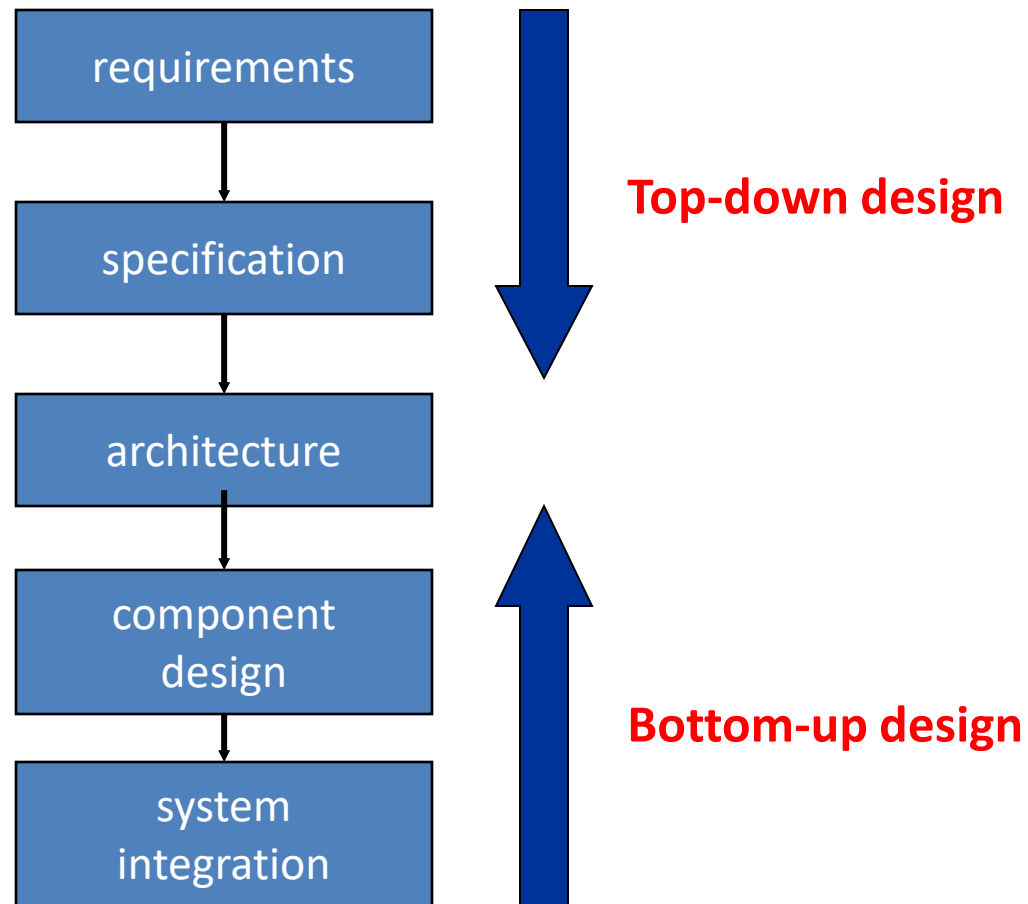 requirements
Top-down design
specification
architecture
component
design
Bottom-up design
system
integration